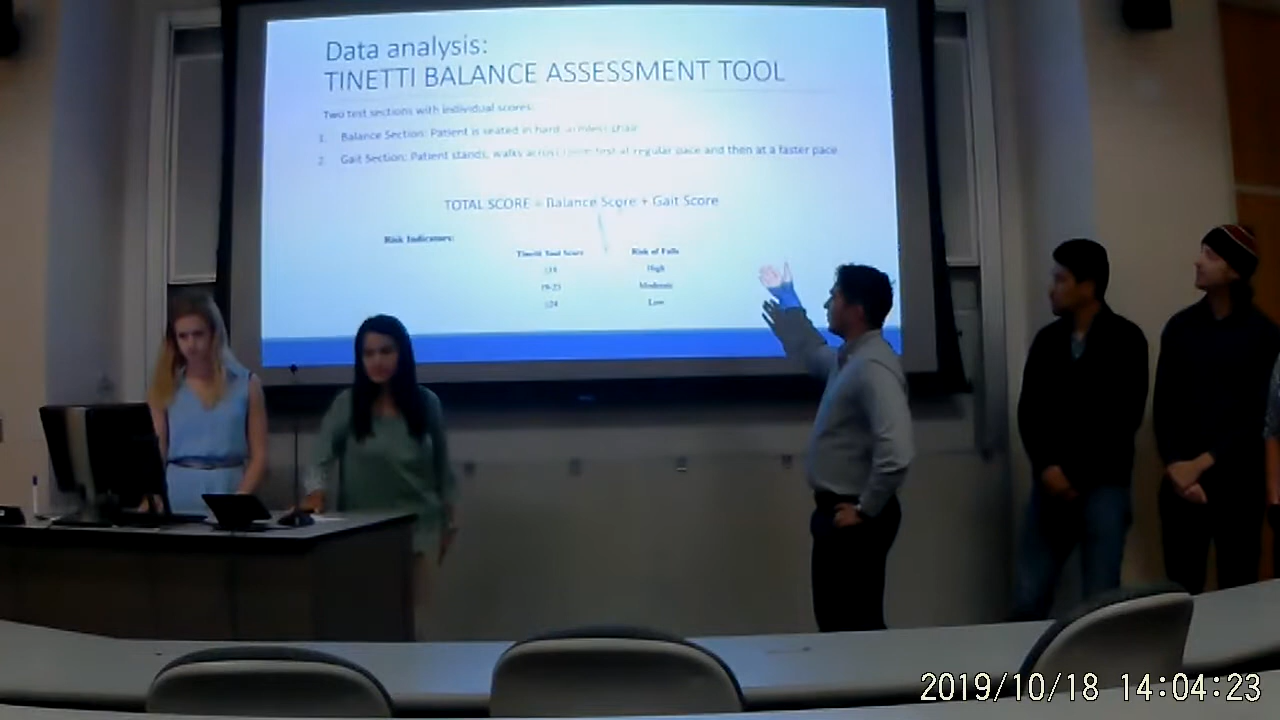 Data analysis:
TINETTI BALANCE ASSESSMENT TOOL
Two test sections with individual scores:
1. Balance Section: Patient is seated in hard, armless chair
2. Gait Section: Patient stands, walks across room at regular pace and then at a faster pace
TOTAL SCORE = Balance Score + Gait Score
Risk Indicators:
Tinetti Tool Score Risk of Falls
High
19-23 Moderate
Low
2019/10/18 14:04:23